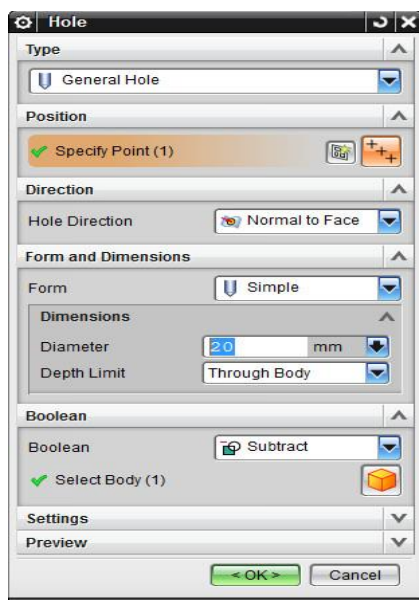 Hole
Type
General Hole
Position
Specify Point (1)
Direction
Hole Direction Normal to Face
Form and Dimensions
Form Simple
Dimensions
Diameter 20 mm
Depth Limit Through Body
Boolean
Boolean Subtract
Select Body (1)
Settings
Preview
< OK > Cancel